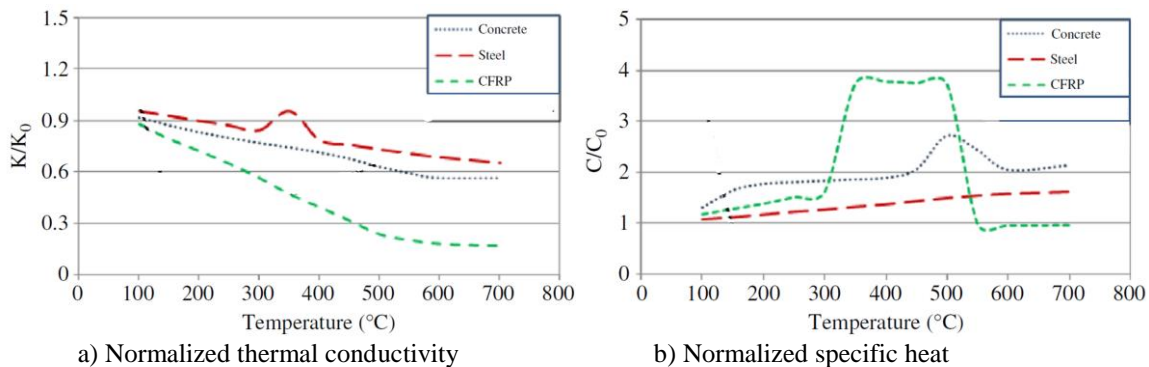 1.5
1.2
0.9
0.6
0.3
0
K/K0
Concrete
Steel
CFRP
0 100 200 300 400 500 600 700 800
Temperature (°C)
a) Normalized thermal conductivity
5
4
3
2
1
0
C/C0
Concrete
Steel
CFRP
0 100 200 300 400 500 600 700 800
Temperature (°C)
b) Normalized specific heat